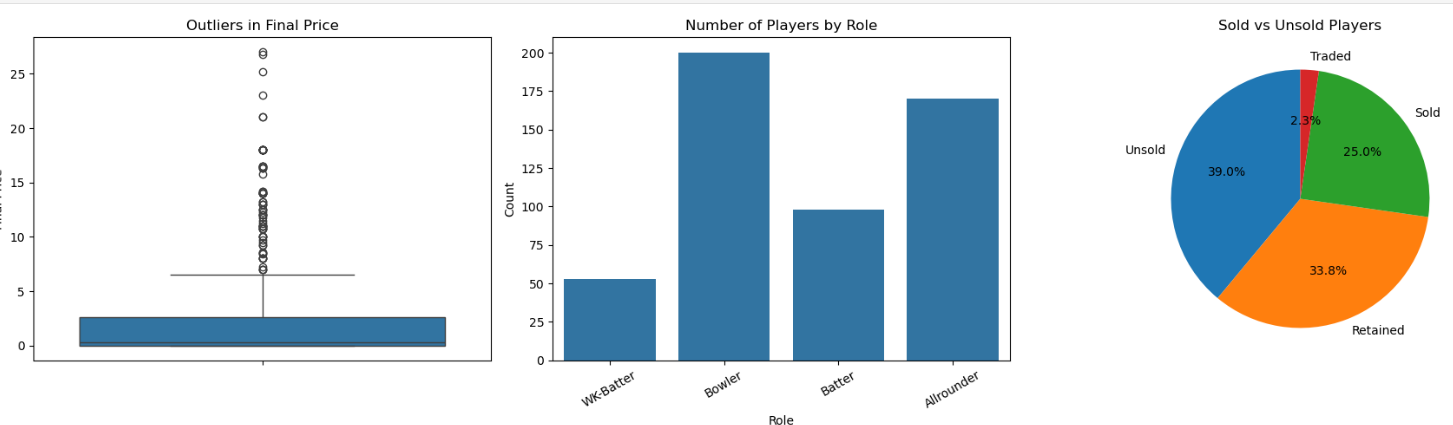 Outliers in Final Price
25
20
15
10
5
0
Number of Players by Role
Count
200
175
150
125
100
75
50
25
0
WK-Batter
Bowler
Batter
Allrounder
Role
Sold vs Unsold Players
Traded
2.3%
Sold
25.0%
Unsold
39.0%
33.8%
Retained